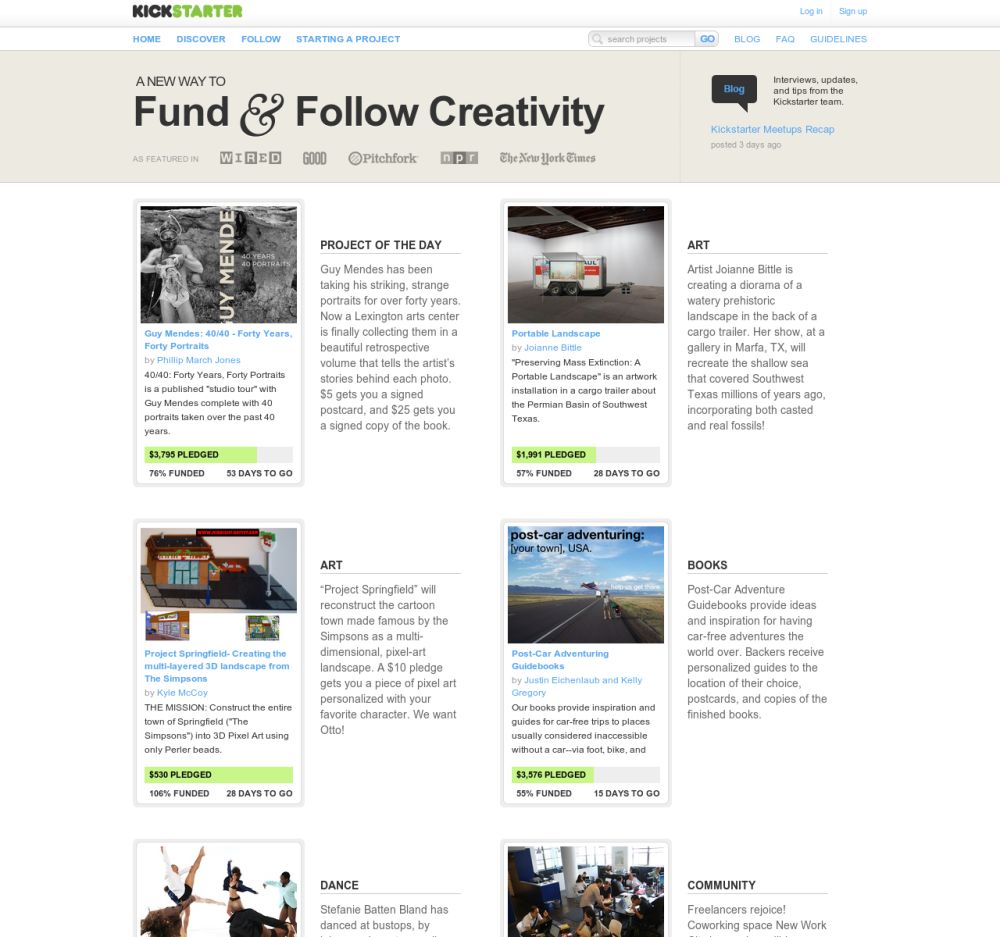 KICKSTARTER
Log in Sign up
HOME DISCOVER FOLLOW STARTING A PROJECT
search projects GO BLOG FAQ GUIDELINES
A NEW WAY TO
Fund & Follow Creativity
AS FEATURED IN WIRED GOOD Pitchfork npr The New York Times
Blog
Interviews, updates,
and tips from the
Kickstarter team.
Kickstarter Meetups Recap
posted 3 days ago
GUY MENDES
40 YEARS
40 PORTRAITS
Guy Mendes: 40/40 - Forty Years,
Forty Portraits
by Phillip March Jones
40/40: Forty Years, Forty Portraits
is a published "studio tour" with
Guy Mendes complete with 40
portraits taken over the past 40
years.
$3,795 PLEDGED
76% FUNDED 53 DAYS TO GO
PROJECT OF THE DAY
Guy Mendes has been
taking his striking, strange
portraits for over forty years.
Now a Lexington arts center
is finally collecting them in a
beautiful retrospective
volume that tells the artist's
stories behind each photo.
$5 gets you a signed
postcard, and $25 gets you
a signed copy of the book.
Portable Landscape
by Joianne Bittle
"Preserving Mass Extinction: A
Portable Landscape" is an artwork
installation in a cargo trailer about
the Permian Basin of Southwest
Texas.
$1,991 PLEDGED
57% FUNDED 28 DAYS TO GO
ART
Artist Joianne Bittle is
creating a diorama of a
watery prehistoric
landscape in the back of a
cargo trailer. Her show, at a
gallery in Marfa, TX, will
recreate the shallow sea
that covered Southwest
Texas millions of years ago,
incorporating both casted
and real fossils!
Project Springfield- Creating the
multi-layered 3D landscape from
The Simpsons
by Kyle McCoy
THE MISSION: Construct the entire
town of Springfield ("The
Simpsons") into 3D Pixel Art using
only Perler beads.
$530 PLEDGED
106% FUNDED 28 DAYS TO GO
ART
“Project Springfield” will
reconstruct the cartoon
town made famous by the
Simpsons as a multi-
dimensional, pixel-art
landscape. A $10 pledge
gets you a piece of pixel art
personalized with your
favorite character. We want
Otto!
post-car adventuring:
[your town], USA.
help us get there
Post-Car Adventuring
Guidebooks
by Justin Eichenlaub and Kelly
Gregory
Our books provide inspiration and
guides for car-free trips to places
usually considered inaccessible
without a car--via foot, bike, and
$3,576 PLEDGED
55% FUNDED 15 DAYS TO GO
BOOKS
Post-Car Adventure
Guidebooks provide ideas
and inspiration for having
car-free adventures the
world over. Backers receive
personalized guides to the
location of their choice,
postcards, and copies of the
finished books.
DANCE
Stefanie Batten Bland has
danced at bustops, by
COMMUNITY
Freelancers rejoice!
Coworking space New Work